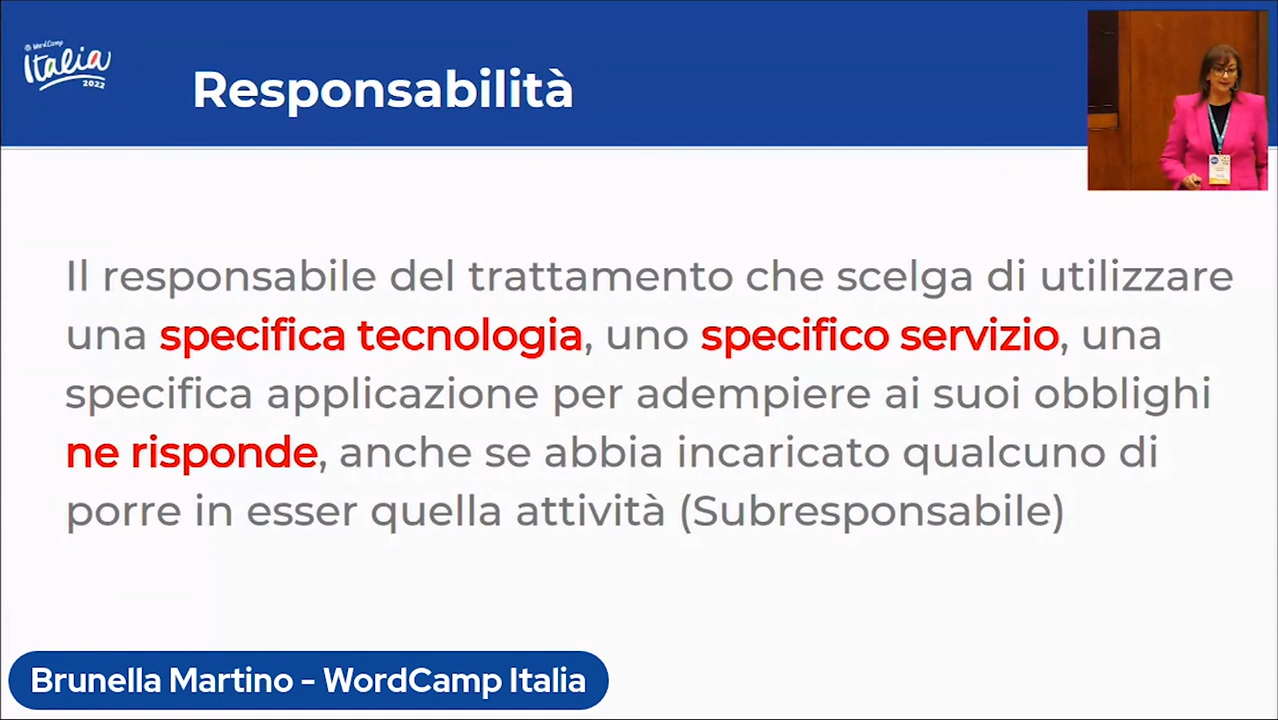 WordCamp
Italia
2022
Responsabilità
Il responsabile del trattamento che scelga di utilizzare
una specifica tecnologia, uno specifico servizio, una
specifica applicazione per adempiere ai suoi obblighi
ne risponde, anche se abbia incaricato qualcuno di
porre in esser quella attività (Subresponsabile)
Brunella Martino - WordCamp Italia